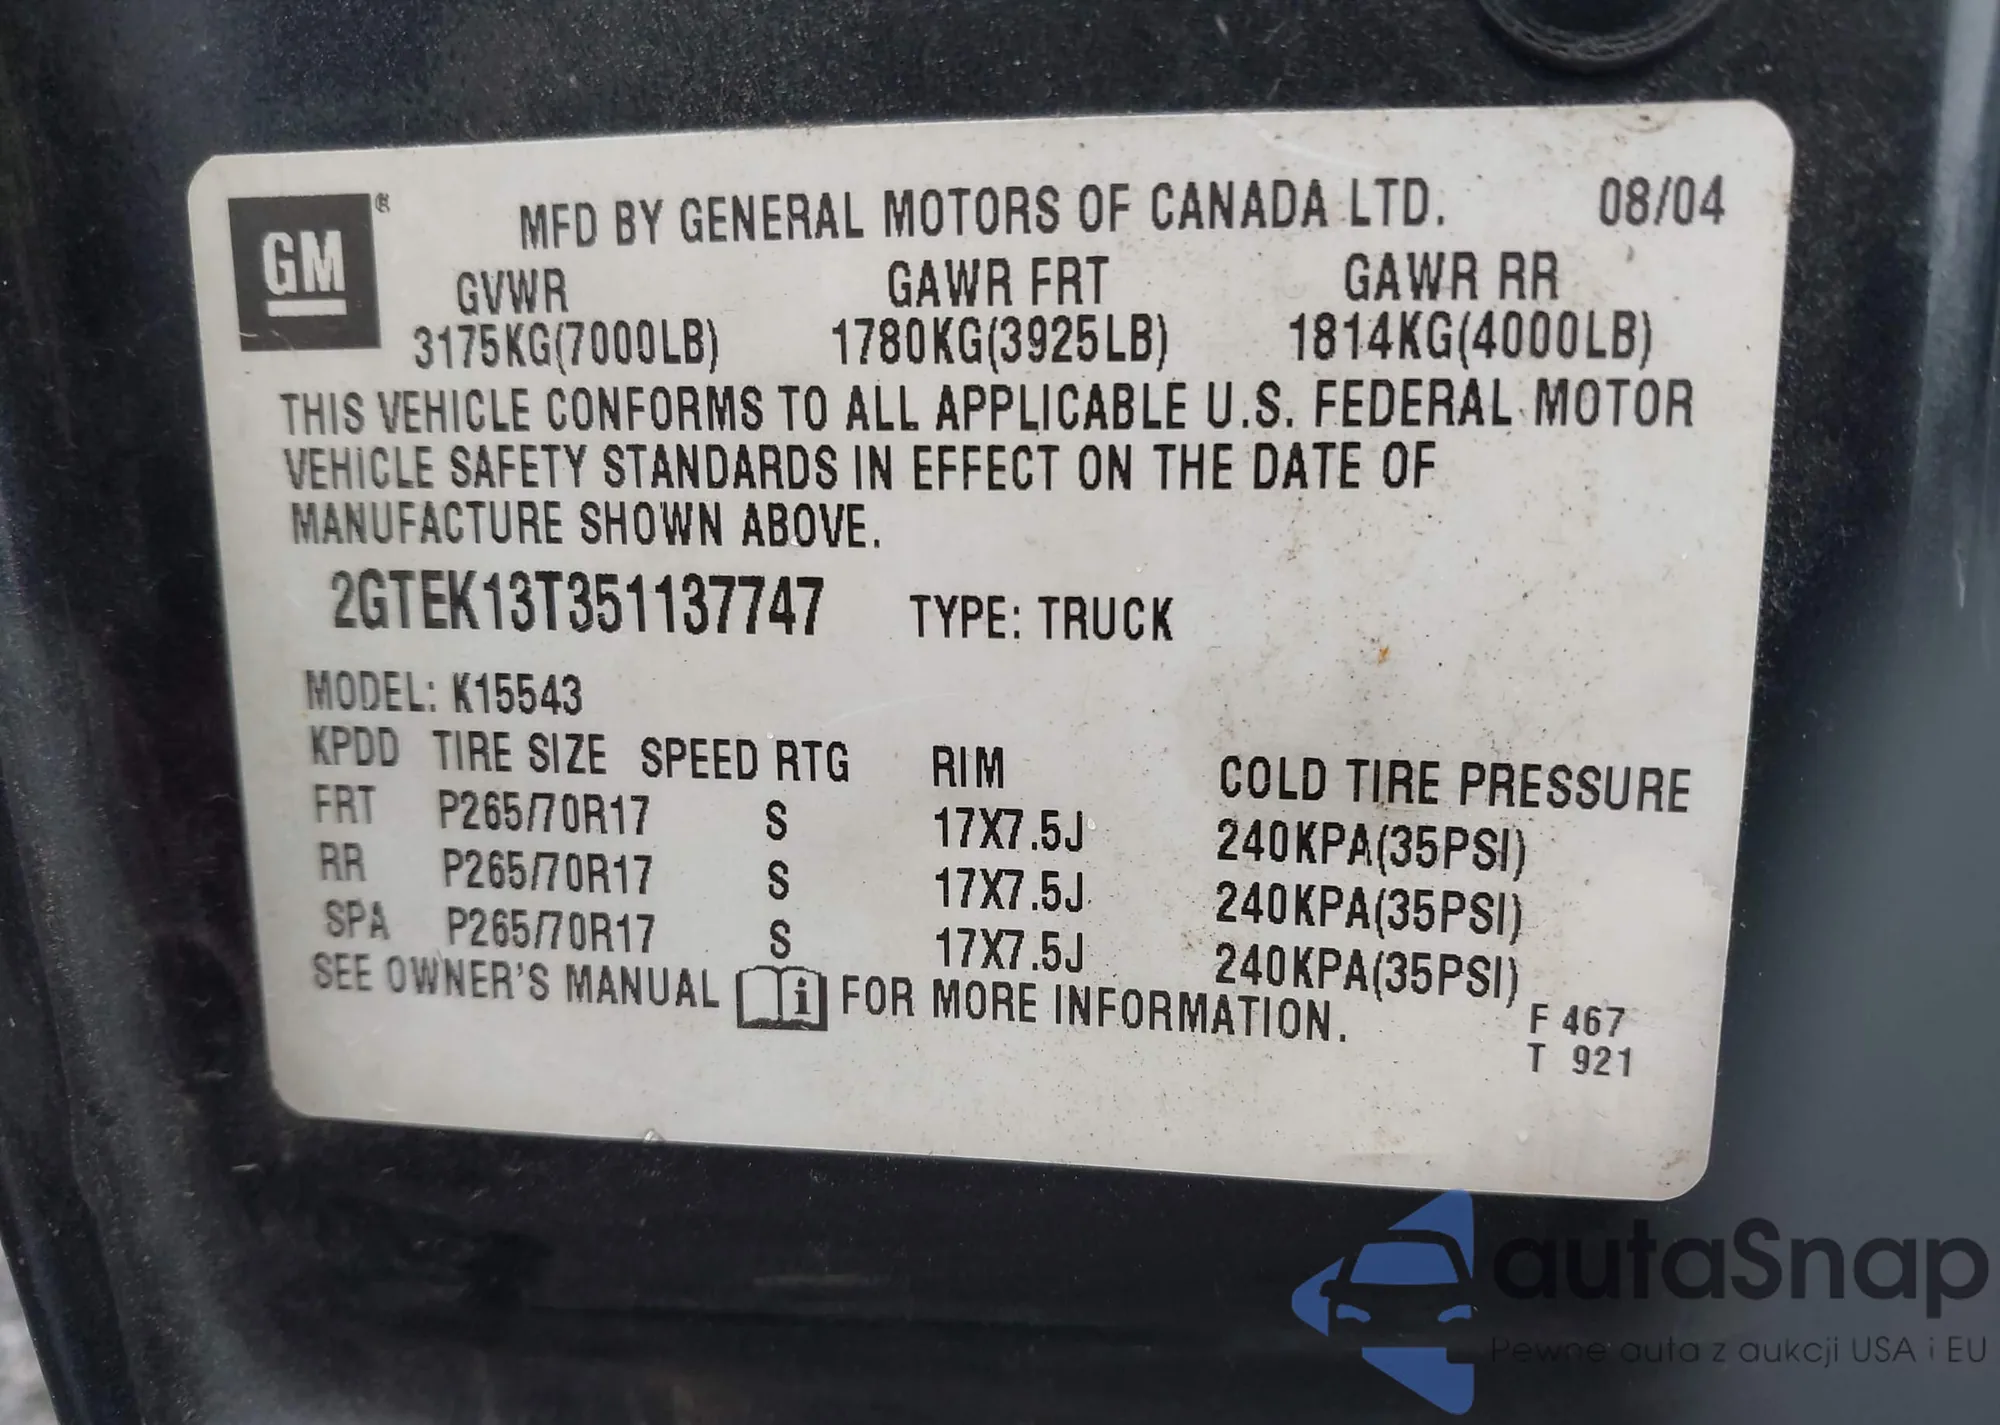 GM ®
MFD BY GENERAL MOTORS OF CANADA LTD. 08/04
GVWR GAWR FRT GAWR RR
3175KG(7000LB) 1780KG(3925LB) 1814KG(4000LB)
THIS VEHICLE CONFORMS TO ALL APPLICABLE U.S. FEDERAL MOTOR
VEHICLE SAFETY STANDARDS IN EFFECT ON THE DATE OF
MANUFACTURE SHOWN ABOVE.
2GTEK13T351137747 TYPE: TRUCK
MODEL: K15543
KPDD TIRE SIZE SPEED RTG RIM COLD TIRE PRESSURE
FRT P265/70R17 S 17X7.5J 240KPA(35PSI)
RR P265/70R17 S 17X7.5J 240KPA(35PSI)
SPA P265/70R17 S 17X7.5J 240KPA(35PSI)
SEE OWNER'S MANUAL i FOR MORE INFORMATION.
F 467
T 921
autaSnap
Pewne auta z aukcji USA i EU